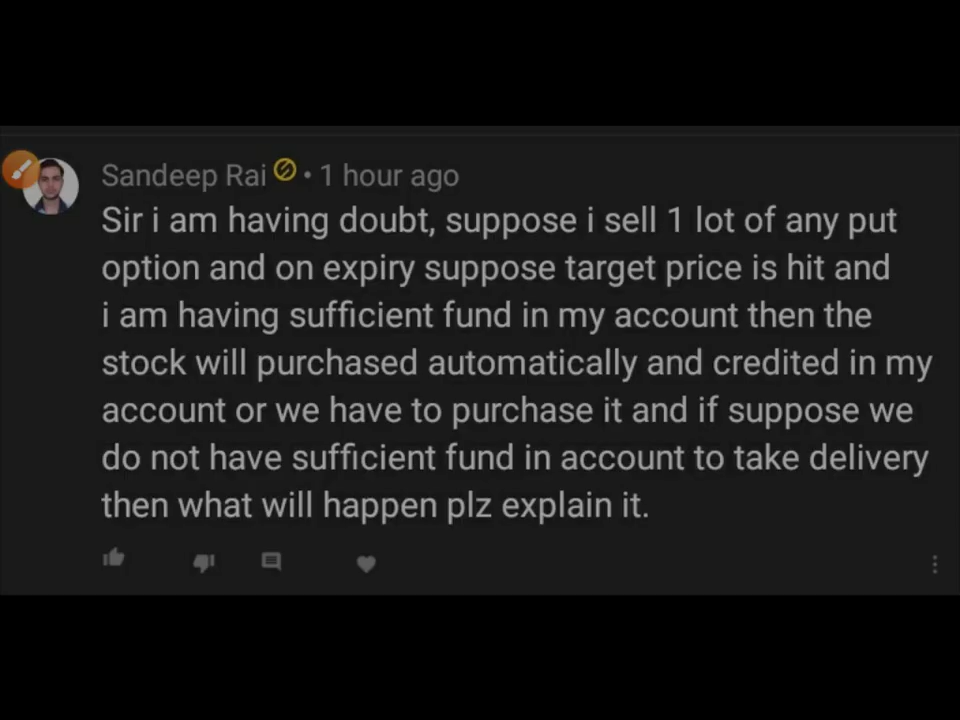 Sandeep Rai • 1 hour ago
Sir i am having doubt, suppose i sell 1 lot of any put
option and on expiry suppose target price is hit and
i am having sufficient fund in my account then the
stock will purchased automatically and credited in my
account or we have to purchase it and if suppose we
do not have sufficient fund in account to take delivery
then what will happen plz explain it.